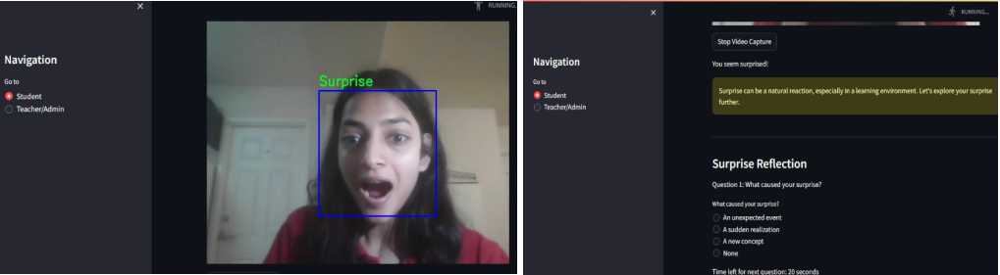 RUNNING.
Navigation
Go to
Student
Teacher/Admin
Surprise
RUNNING...
Navigation
Go to
Student
Teacher/Admin
Stop Video Capture
You seem surprised!
Surprise can be a natural reaction, especially in a learning environment. Let's explore your surprise
further.
Surprise Reflection
Question 1: What caused your surprise?
What caused your surprise?
An unexpected event
A sudden realization
A new concept
None
Time left for next question: 20 seconds